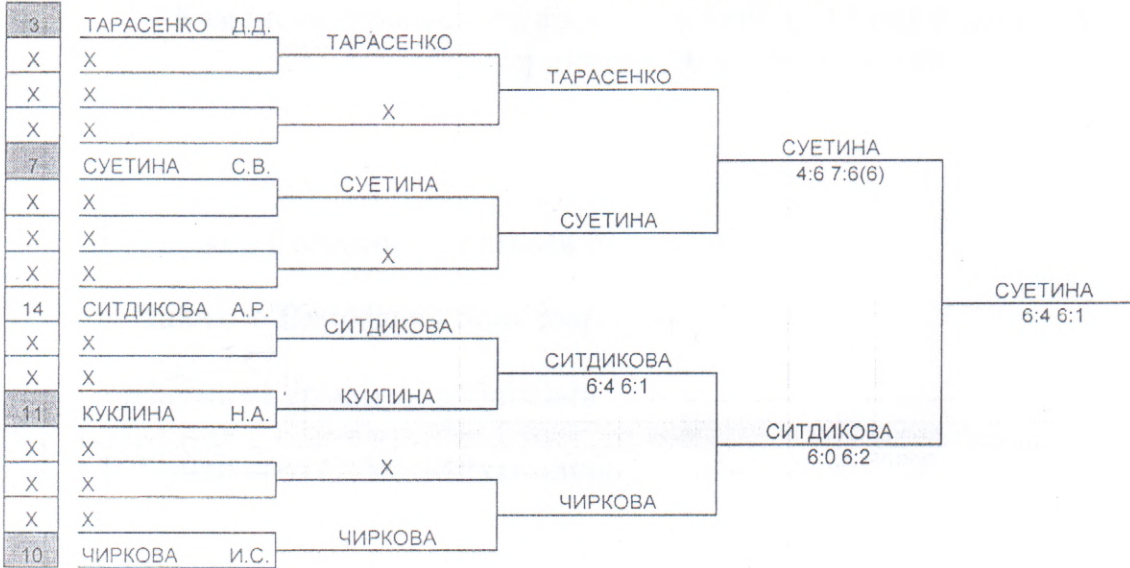 3 ТАРАСЕНКО Д.Д.
ТАРАСЕНКО
X X
ТАРАСЕНКО
X X
X
X X
СУЕТИНА
4:6 7:6(6)
7 СУЕТИНА С.В.
СУЕТИНА
X X
СУЕТИНА
X X
X
X X
СУЕТИНА
6:4 6:1
14 СИТДИКОВА А.Р.
СИТДИКОВА
X X
СИТДИКОВА
6:4 6:1
X X
КУКЛИНА
11 КУКЛИНА Н.А.
СИТДИКОВА
6:0 6:2
X X
X
X X
ЧИРКОВА
X X
ЧИРКОВА
10 ЧИРКОВА И.С.